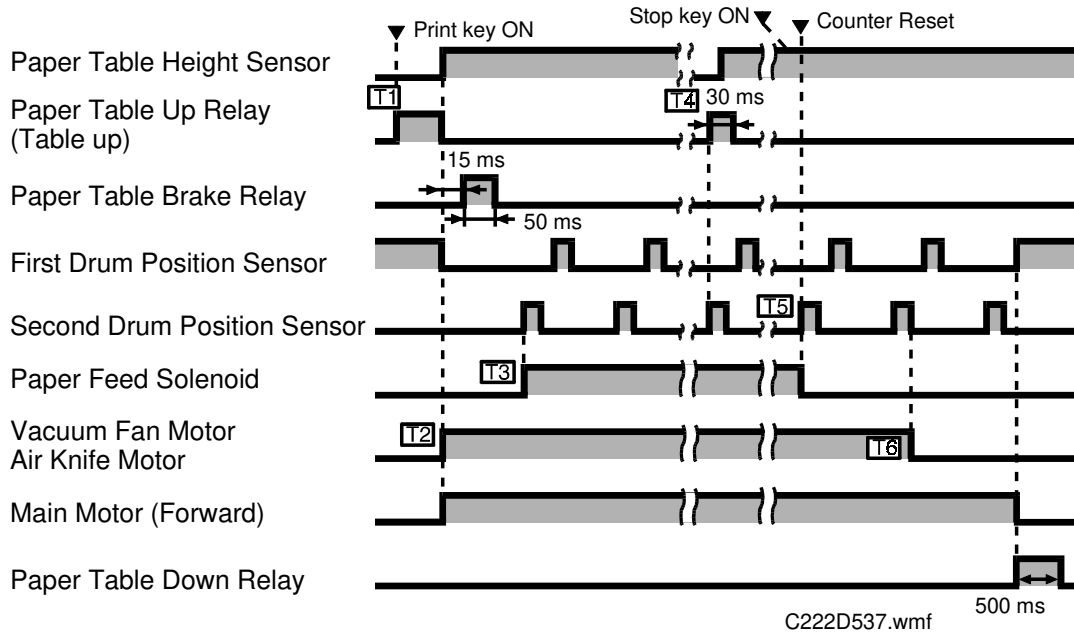 Print key ON
Stop key ON
Counter Reset
Paper Table Height Sensor
T1
T4
30 ms
Paper Table Up Relay
(Table up)
15 ms
Paper Table Brake Relay
50 ms
First Drum Position Sensor
T5
Second Drum Position Sensor
T3
Paper Feed Solenoid
T2
Vacuum Fan Motor
T6
Air Knife Motor
Main Motor (Forward)
Paper Table Down Relay
500 ms
C222D537.wmf